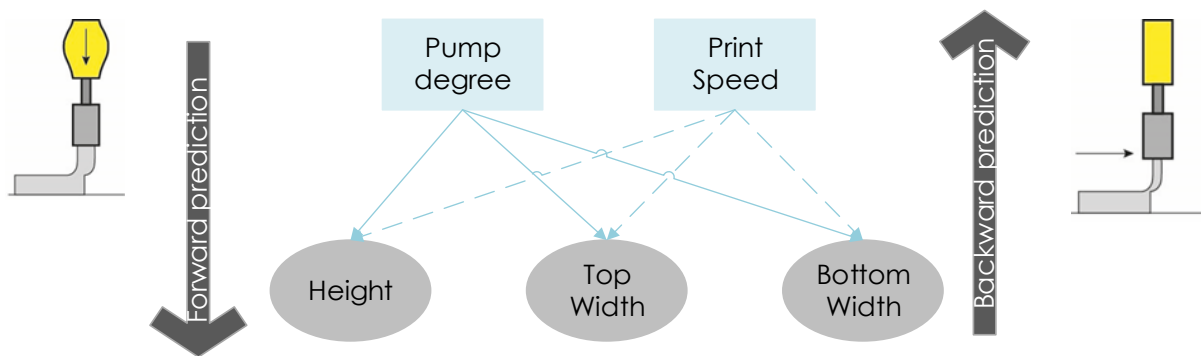 Pump
degree
Print
Speed
Forward prediction
Backward prediction
Height
Top
Width
Bottom
Width